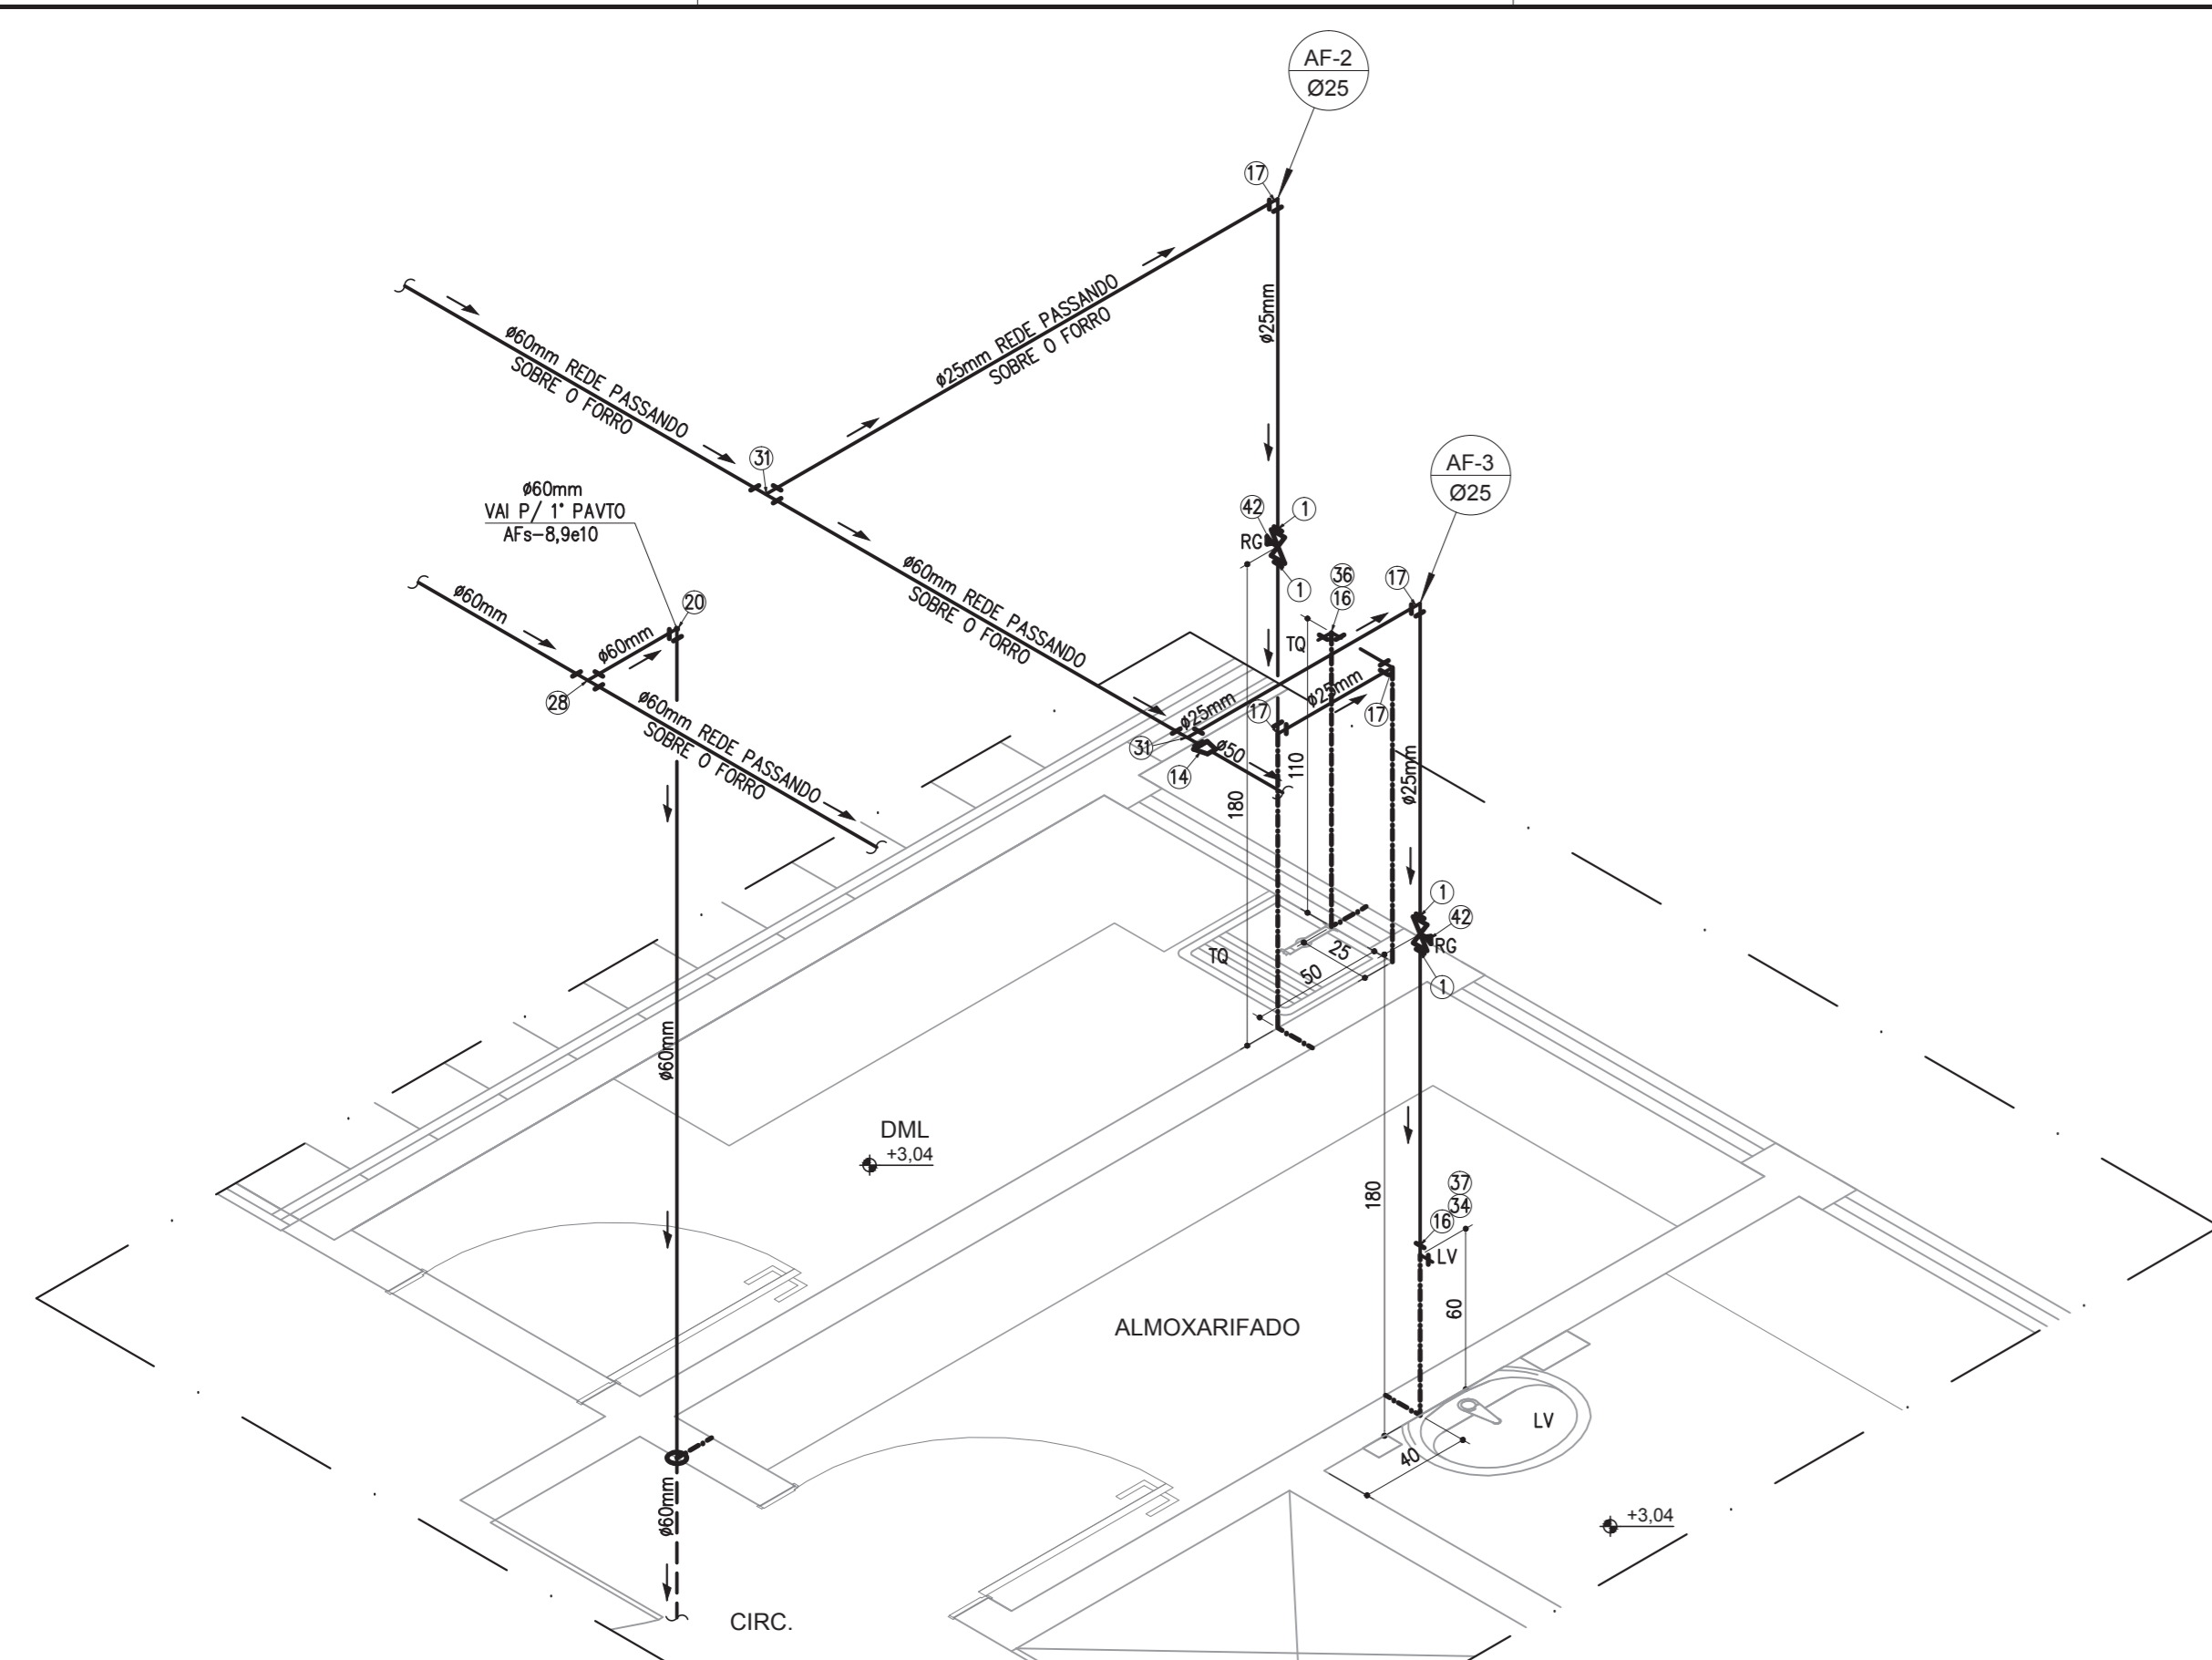 AF-2
Ø25
17
ø60mm REDE PASSANDO
SOBRE O FORRO
ø25mm REDE PASSANDO
SOBRE O FORRO
ø25mm
31
AF-3
Ø25
ø60mm
VAI P/ 1° PAVTO
AFs-8,9e10
42
1
RG
1
ø60mm REDE PASSANDO
SOBRE O FORRO
36
16
17
TQ
ø60mm
ø60mm
20
28
ø60mm REDE PASSANDO
SOBRE O FORRO
ø25mm
17
ø25mm
17
31
ø50
14
110
180
ø25mm
1
42
RG
1
TQ
25
50
ø60mm
DML
+3,04
180
37
34
16
LV
60
ALMOXARIFADO
LV
40
ø60mm
+3,04
CIRC.